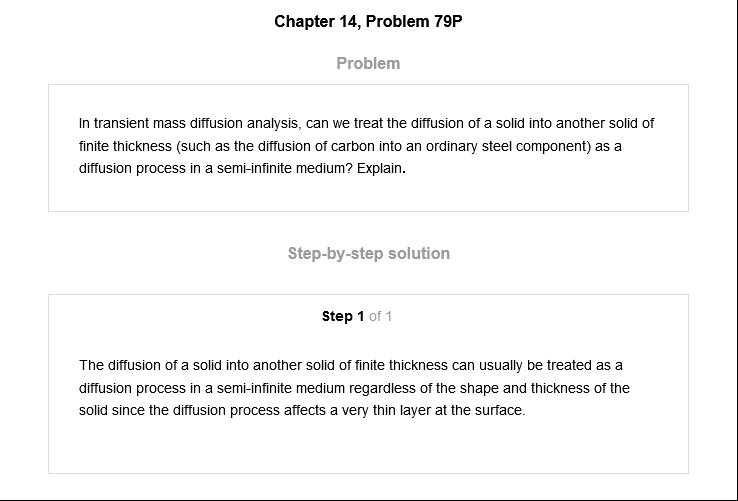 Chapter 14, Problem 79P
Problem
In transient mass diffusion analysis, can we treat the diffusion of a solid into another solid of
finite thickness (such as the diffusion of carbon into an ordinary steel component) as a
diffusion process in a semi-infinite medium? Explain.
Step-by-step solution
Step 1 of 1
The diffusion of a solid into another solid of finite thickness can usually be treated as a
diffusion process in a semi-infinite medium regardless of the shape and thickness of the
solid since the diffusion process affects a very thin layer at the surface.